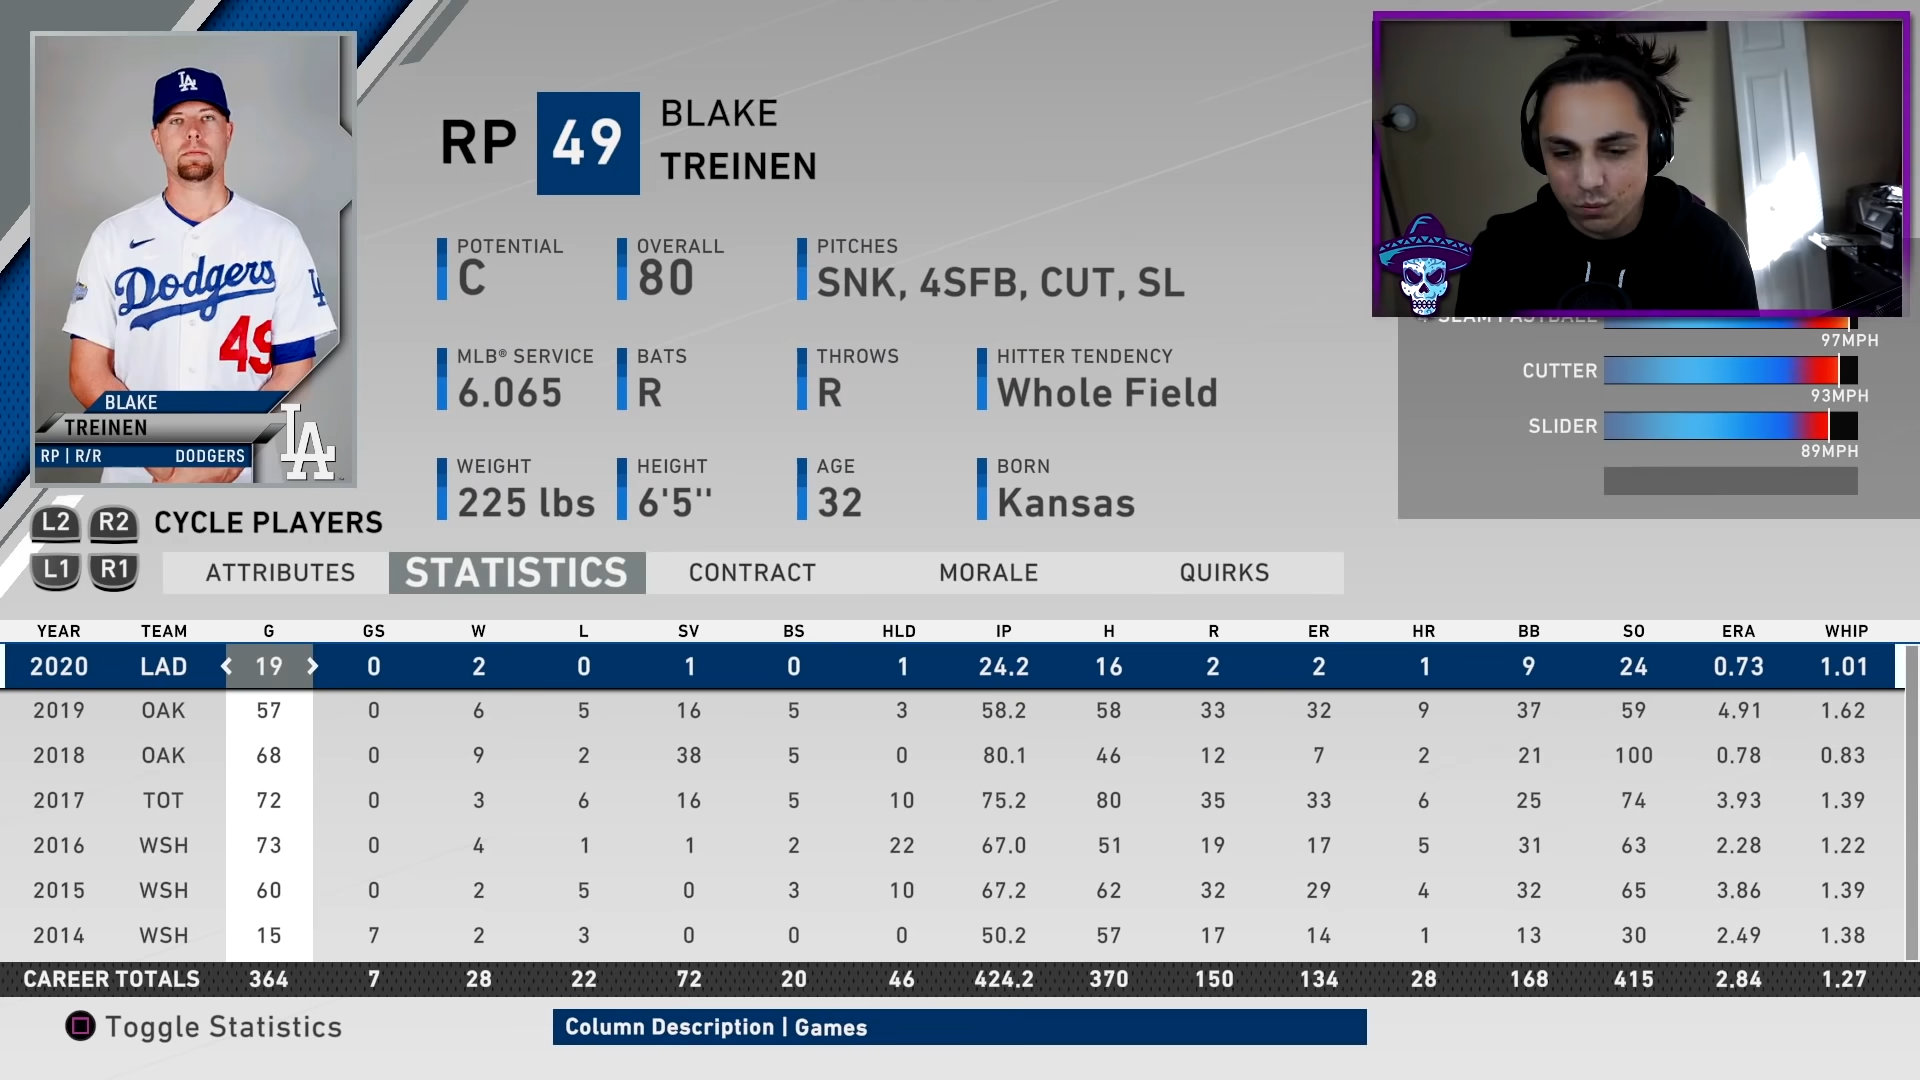 RP 49 BLAKE
TREINEN
POTENTIAL OVERALL PITCHES
C 80 SNK, 4SFB, CUT, SL
MLB® SERVICE BATS THROWS HITTER TENDENCY
6.065 R R Whole Field
WEIGHT HEIGHT AGE BORN
225 lbs 6'5'' 32 Kansas
LA
Dodgers
49
BLAKE
TREINEN
RP | R/R DODGERS
LA
97MPH
CUTTER
93MPH
SLIDER
89MPH
L2 R2 CYCLE PLAYERS
L1 R1 ATTRIBUTES STATISTICS CONTRACT MORALE QUIRKS
YEAR TEAM G GS W L SV BS HLD IP H R ER HR BB SO ERA WHIP
2020 LAD < 19 > 0 2 0 1 0 1 24.2 16 2 2 1 9 24 0.73 1.01
2019 OAK 57 0 6 5 16 5 3 58.2 58 33 32 9 37 59 4.91 1.62
2018 OAK 68 0 9 2 38 5 0 80.1 46 12 7 2 21 100 0.78 0.83
2017 TOT 72 0 3 6 16 5 10 75.2 80 35 33 6 25 74 3.93 1.39
2016 WSH 73 0 4 1 1 2 22 67.0 51 19 17 5 31 63 2.28 1.22
2015 WSH 60 0 2 5 0 3 10 67.2 62 32 29 4 32 65 3.86 1.39
2014 WSH 15 7 2 3 0 0 0 50.2 57 17 14 1 13 30 2.49 1.38
CAREER TOTALS 364 7 28 22 72 20 46 424.2 370 150 134 28 168 415 2.84 1.27
Toggle Statistics
Column Description | Games